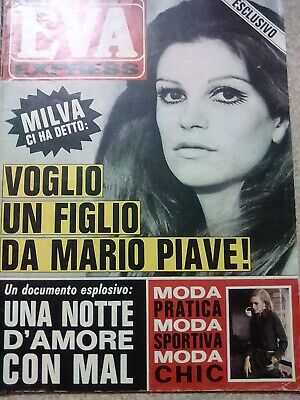 EVA
EXPRESS
ESCLUSIVO
MILVA
CI HA DETTO:
VOGLIO
UN FIGLIO
DA MARIO PIAVE!
Un documento esplosivo:
UNA NOTTE
D'AMORE
CON MAL
MODA
PRATICA
MODA
SPORTIVA
MODA
CHIC